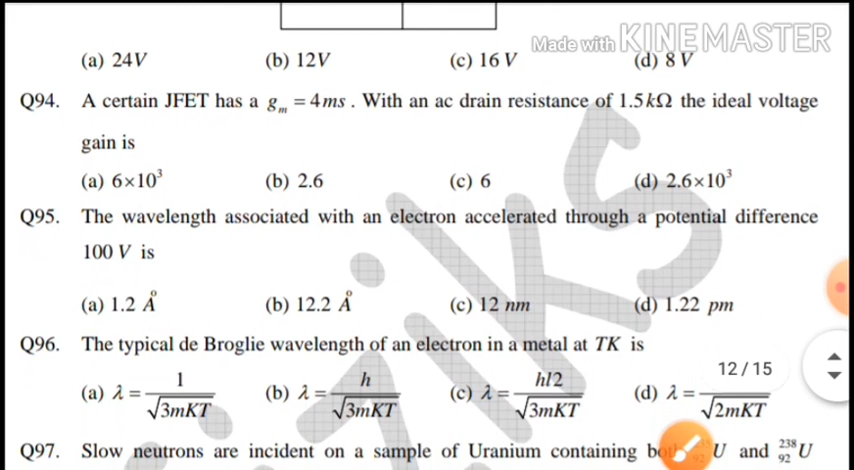 Made with KINEMASTER
(a) 24V (b) 12V (c) 16 V (d) 8 V
Q94. A certain JFET has a gₘ = 4ms . With an ac drain resistance of 1.5kΩ the ideal voltage
gain is
(a) 6×10³ (b) 2.6 (c) 6 (d) 2.6×10³
Q95. The wavelength associated with an electron accelerated through a potential difference
100 V is
(a) 1.2 Å (b) 12.2 Å (c) 12 nm (d) 1.22 pm
Q96. The typical de Broglie wavelength of an electron in a metal at TK is
12 / 15
(a) λ = 1/√3mKT (b) λ = h/√3mKT (c) λ = hl2/√3mKT (d) λ = /√2mKT
Q97. Slow neutrons are incident on a sample of Uranium containing U and ²³⁸₉₂U